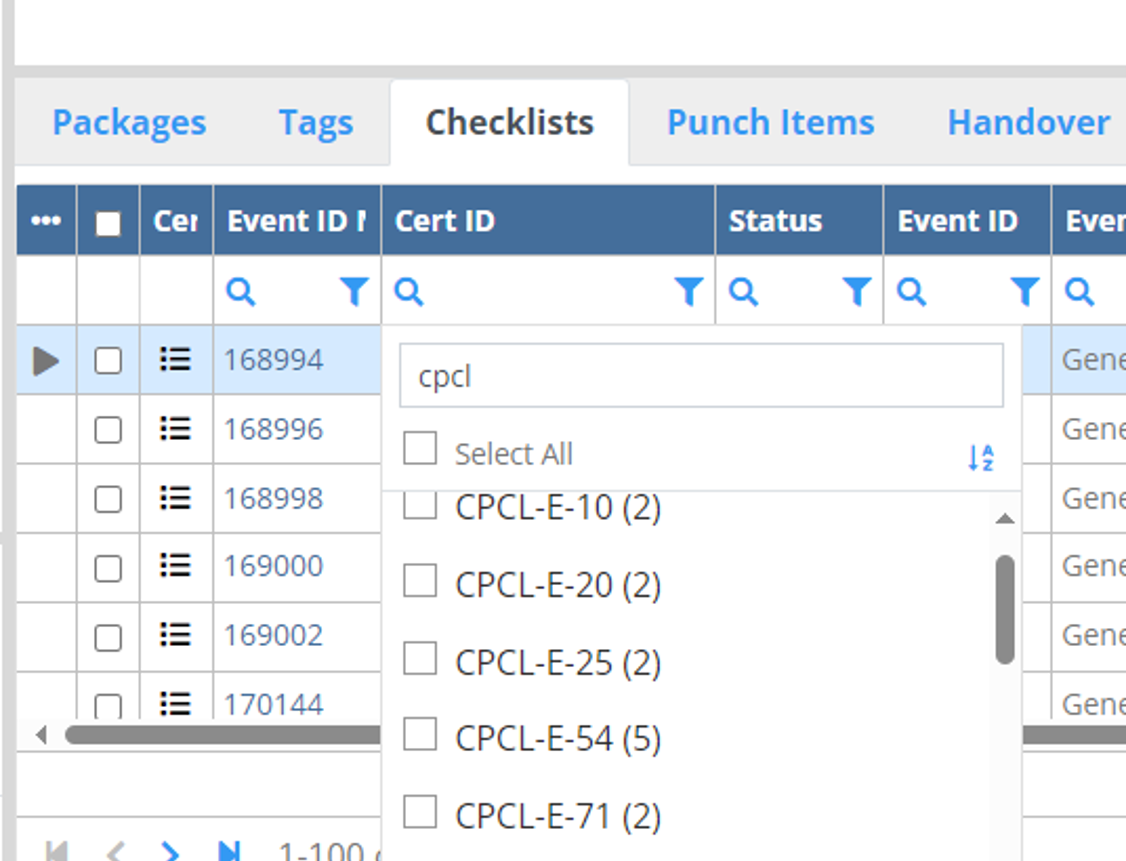 Packages Tags Checklists Punch Items Handover
Cer Event ID Cert ID Status Event ID Ever
cpcl
168994 Gene
Select All
168996 Gene
168998 CPCL-E-10 (2) Gene
169000 CPCL-E-20 (2) Gene
169002 CPCL-E-25 (2) Gene
170144 CPCL-E-54 (5) Gene
CPCL-E-71 (2)
1-100